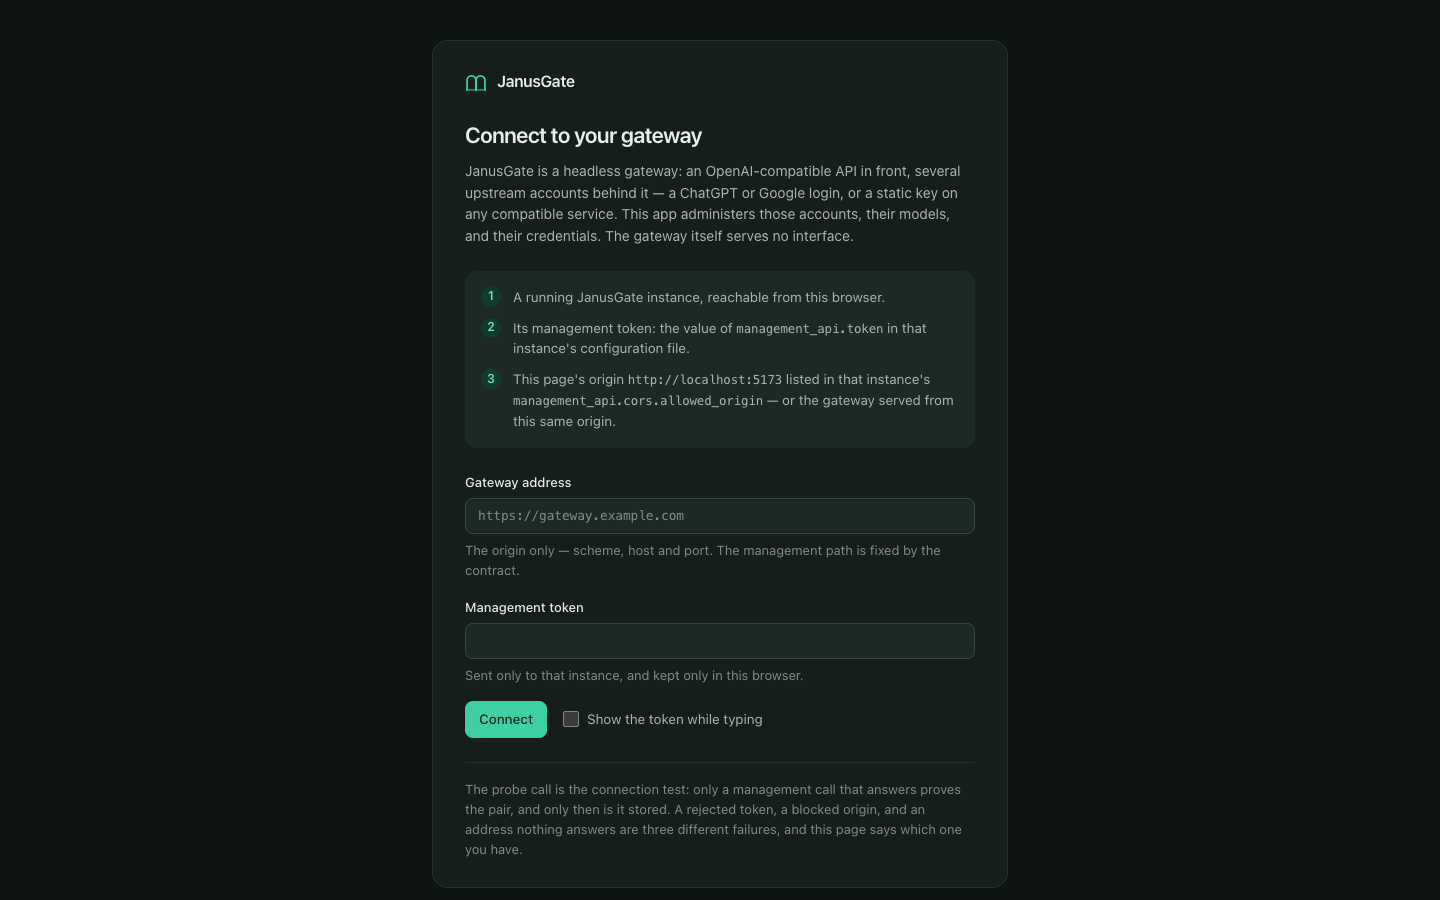 JanusGate
Connect to your gateway
JanusGate is a headless gateway: an OpenAI-compatible API in front, several
upstream accounts behind it — a ChatGPT or Google login, or a static key on
any compatible service. This app administers those accounts, their models,
and their credentials. The gateway itself serves no interface.
1 A running JanusGate instance, reachable from this browser.
2 Its management token: the value of management_api.token in that
instance's configuration file.
3 This page's origin http://localhost:5173 listed in that instance's
management_api.cors.allowed_origin — or the gateway served from
this same origin.
Gateway address
https://gateway.example.com
The origin only — scheme, host and port. The management path is fixed by the
contract.
Management token
Sent only to that instance, and kept only in this browser.
Connect Show the token while typing
The probe call is the connection test: only a management call that answers proves
the pair, and only then is it stored. A rejected token, a blocked origin, and an
address nothing answers are three different failures, and this page says which one
you have.